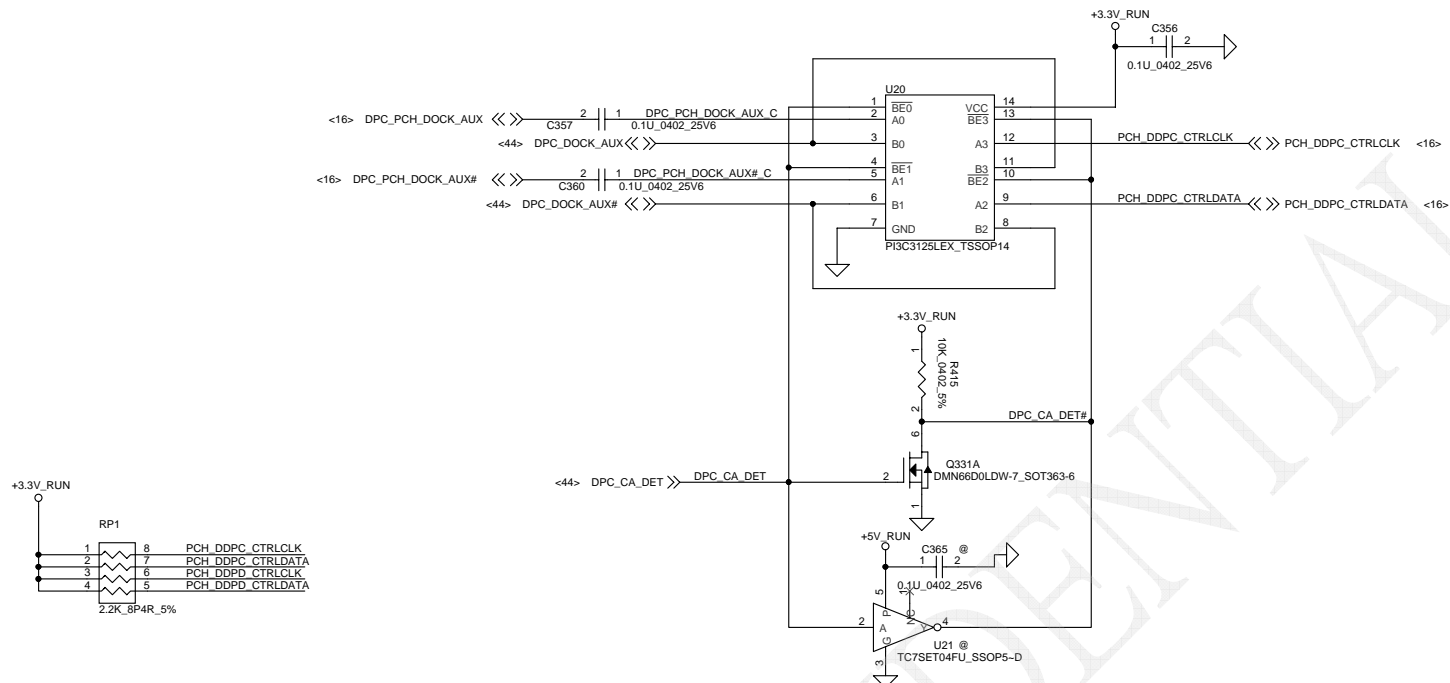 +3.3V_RUN
C356
1 2
0.1U_0402_25V6
U20
1 BE0 VCC 14
<16> DPC_PCH_DOCK_AUX 2 1 DPC_PCH_DOCK_AUX_C 2 A0 BE3 13
C357 0.1U_0402_25V6
A3 12 PCH_DDPC_CTRLCLK PCH_DDPC_CTRLCLK <16>
<44> DPC_DOCK_AUX 3 B0
4 BE1 B3 11
<16> DPC_PCH_DOCK_AUX# 2 1 DPC_PCH_DOCK_AUX#_C 5 A1 BE2 10
C360 0.1U_0402_25V6
<44> DPC_DOCK_AUX# 6 B1 A2 9 PCH_DDPC_CTRLDATA PCH_DDPC_CTRLDATA <16>
7 GND B2 8
PI3C3125LEX_TSSOP14
+3.3V_RUN
1
R415
10K_0402_5%
2
DPC_CA_DET#
6
Q331A
DMN66D0LDW-7_SOT363-6
<44> DPC_CA_DET DPC_CA_DET 2
1
+3.3V_RUN
RP1
1 8 PCH_DDPC_CTRLCLK
2 7 PCH_DDPC_CTRLDATA
3 6 PCH_DDPD_CTRLCLK
4 5 PCH_DDPD_CTRLDATA
2.2K_8P4R_5%
+5V_RUN
C365 @
1 2
0.1U_0402_25V6
5 1
P NC
2 A Y 4
G
3
U21 @
TC7SET04FU_SSOP5~D
DENTIAL